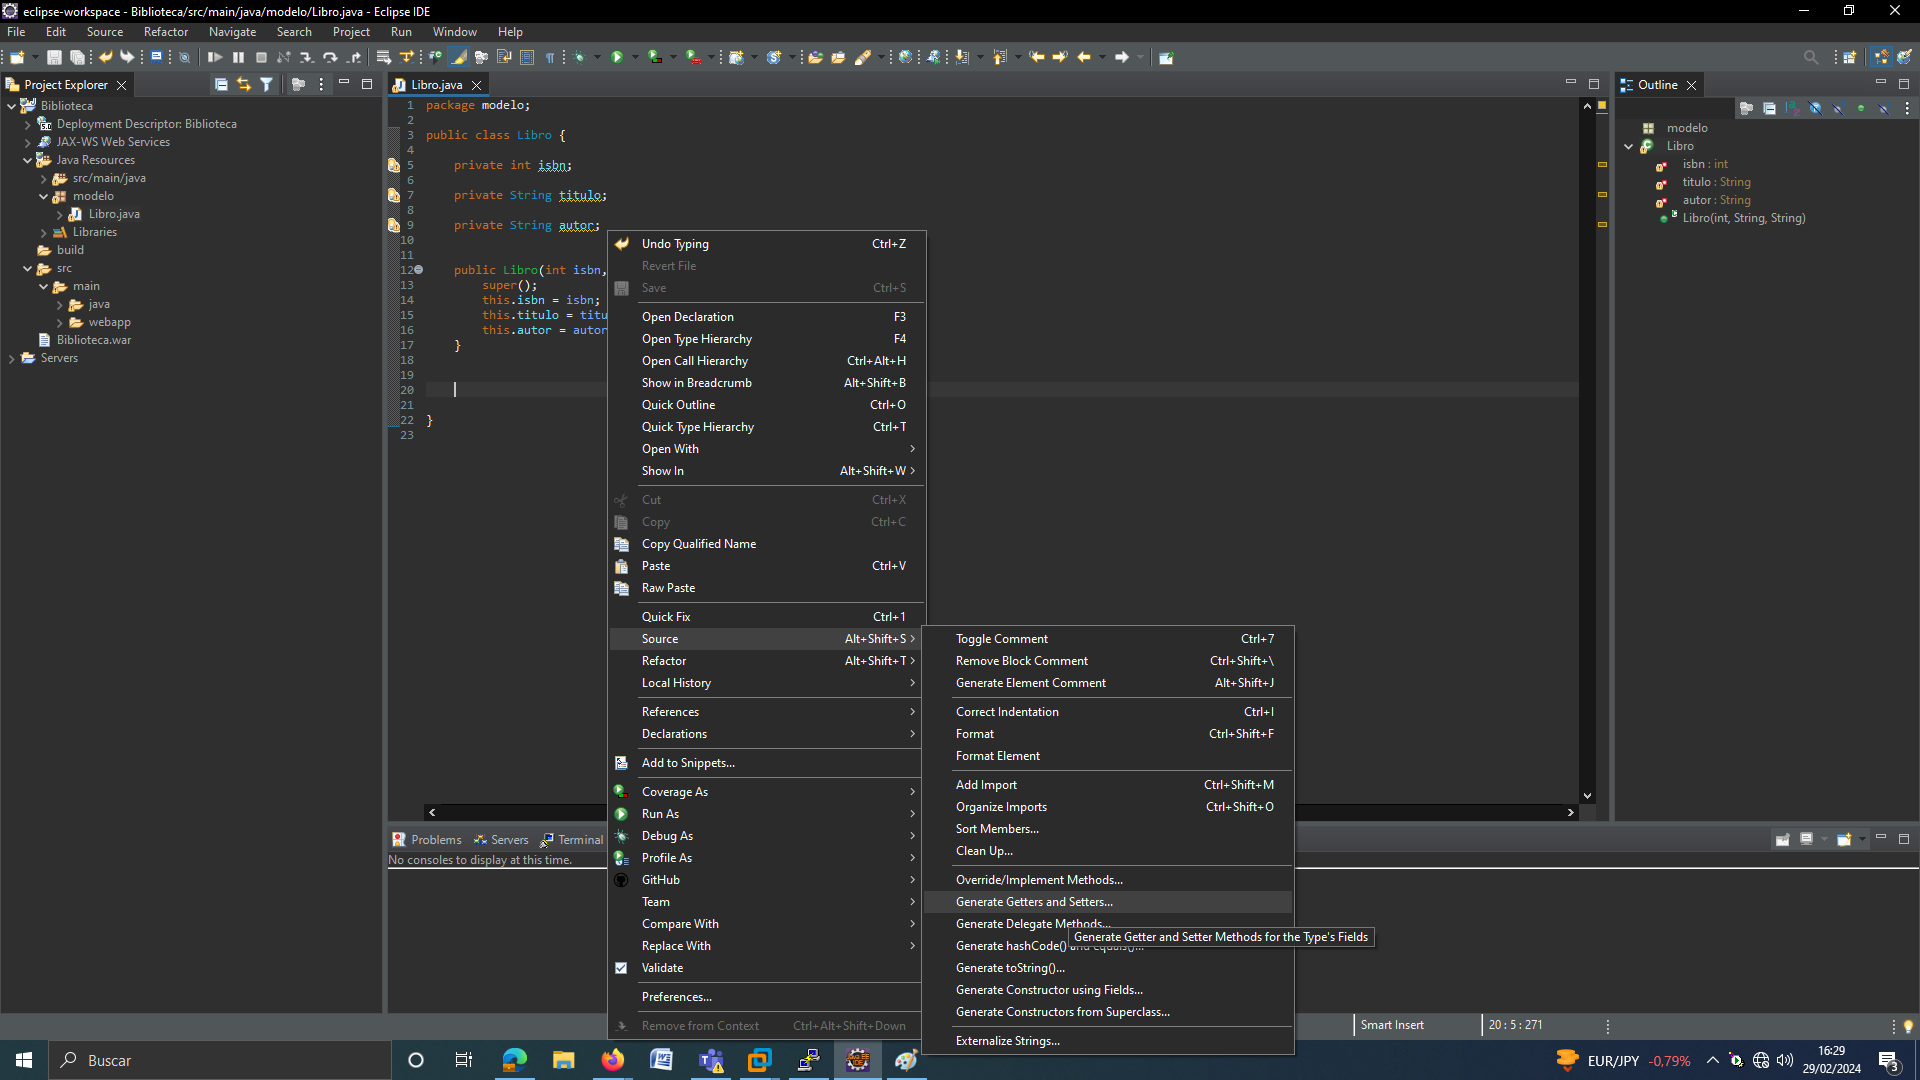 eclipse-workspace - Biblioteca/src/main/java/modelo/Libro.java - Eclipse IDE
File Edit Source Refactor Navigate Search Project Run Window Help
Project Explorer
Biblioteca
Deployment Descriptor: Biblioteca
JAX-WS Web Services
Java Resources
src/main/java
modelo
Libro.java
Libraries
build
src
main
java
webapp
Biblioteca.war
Servers
Libro.java
1 package modelo;
2
3 public class Libro {
4
5 private int isbn;
6
7 private String titulo;
8
9 private String autor;
10
11
12 public Libro(int isbn,
13 super();
14 this.isbn = isbn;
15 this.titulo = titu
16 this.autor = autor
17 }
18
19
20
21
22 }
23
Undo Typing Ctrl+Z
Revert File
Save Ctrl+S
Open Declaration F3
Open Type Hierarchy F4
Open Call Hierarchy Ctrl+Alt+H
Show in Breadcrumb Alt+Shift+B
Quick Outline Ctrl+O
Quick Type Hierarchy Ctrl+T
Open With
Show In Alt+Shift+W
Cut Ctrl+X
Copy Ctrl+C
Copy Qualified Name
Paste Ctrl+V
Raw Paste
Quick Fix Ctrl+1
Source Alt+Shift+S
Refactor Alt+Shift+T
Local History
References
Declarations
Add to Snippets...
Coverage As
Run As
Debug As
Profile As
GitHub
Team
Compare With
Replace With
Validate
Preferences...
Remove from Context Ctrl+Alt+Shift+Down
Toggle Comment Ctrl+7
Remove Block Comment Ctrl+Shift+\
Generate Element Comment Alt+Shift+J
Correct Indentation Ctrl+I
Format Ctrl+Shift+F
Format Element
Add Import Ctrl+Shift+M
Organize Imports Ctrl+Shift+O
Sort Members...
Clean Up...
Override/Implement Methods...
Generate Getters and Setters...
Generate Delegate Methods...
Generate Getter and Setter Methods for the Type's Fields
Generate hashCode() and equals()...
Generate toString()...
Generate Constructor using Fields...
Generate Constructors from Superclass...
Externalize Strings...
Outline
modelo
Libro
isbn : int
titulo : String
autor : String
Libro(int, String, String)
Problems Servers Terminal
No consoles to display at this time.
Smart Insert 20 : 5 : 271
Buscar
EUR/JPY -0,79%
16:29
29/02/2024
3